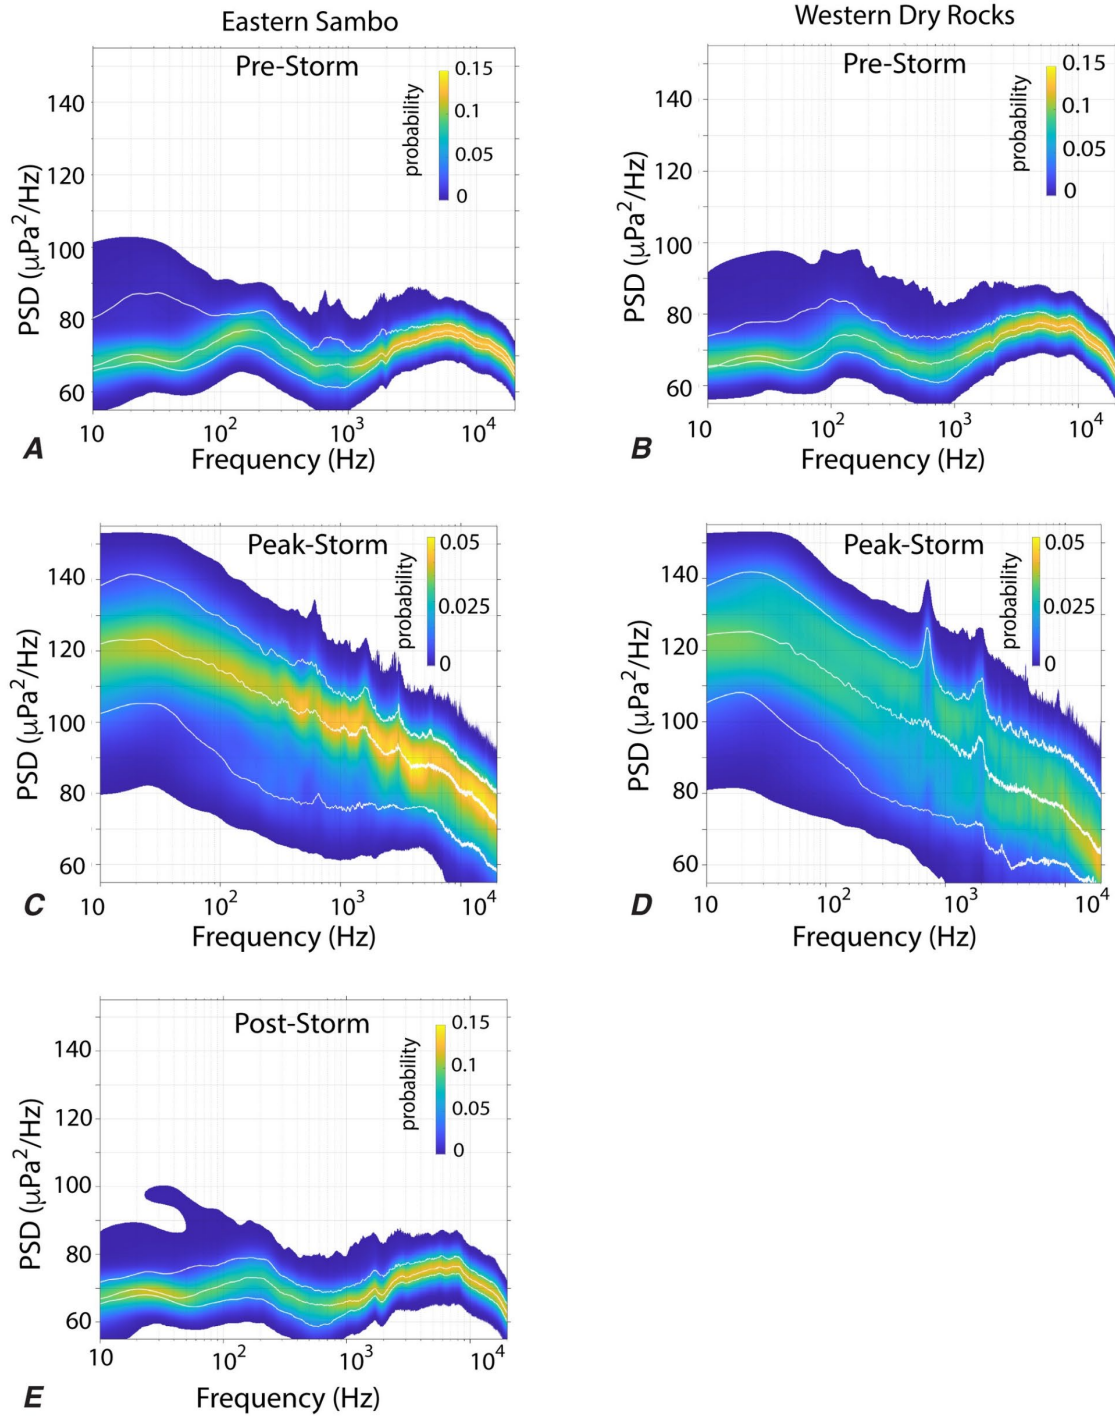 Eastern Sambo
Western Dry Rocks
Pre-Storm
probability
0.15
0.1
0.05
0
140
120
100
80
60
PSD (μPa²/Hz)
10
10²
10³
10⁴
A
Frequency (Hz)
Pre-Storm
probability
0.15
0.1
0.05
0
140
120
100
80
60
PSD (μPa²/Hz)
10
10²
10³
10⁴
B
Frequency (Hz)
Peak-Storm
probability
0.05
0.025
0
140
120
100
80
60
PSD (μPa²/Hz)
10
10²
10³
10⁴
C
Frequency (Hz)
Peak-Storm
probability
0.05
0.025
0
140
120
100
80
60
PSD (μPa²/Hz)
10
10²
10³
10⁴
D
Frequency (Hz)
Post-Storm
probability
0.15
0.1
0.05
0
140
120
100
80
60
PSD (μPa²/Hz)
10
10²
10³
10⁴
E
Frequency (Hz)